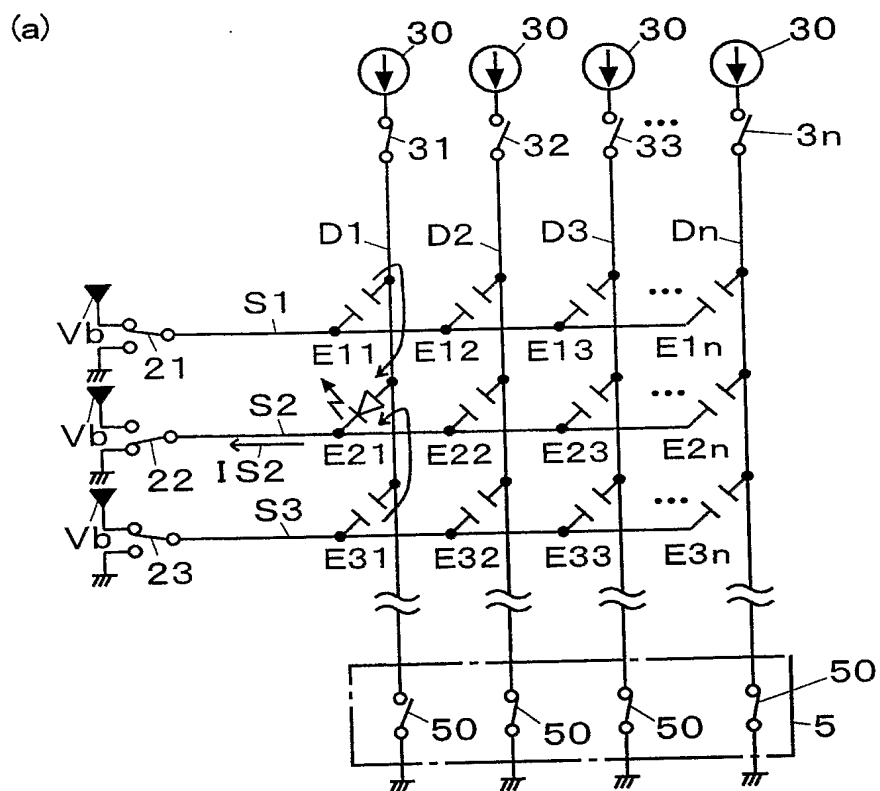 (a)
30 30 30 30
31 32 33 ••• 3n
D1 D2 D3 Dn
S1 •••
Vb 21 E11 E12 E13 E1n
S2 •••
Vb 22 IS2 E21 E22 E23 E2n
S3 •••
Vb 23 E31 E32 E33 E3n
50
50 50 50 5